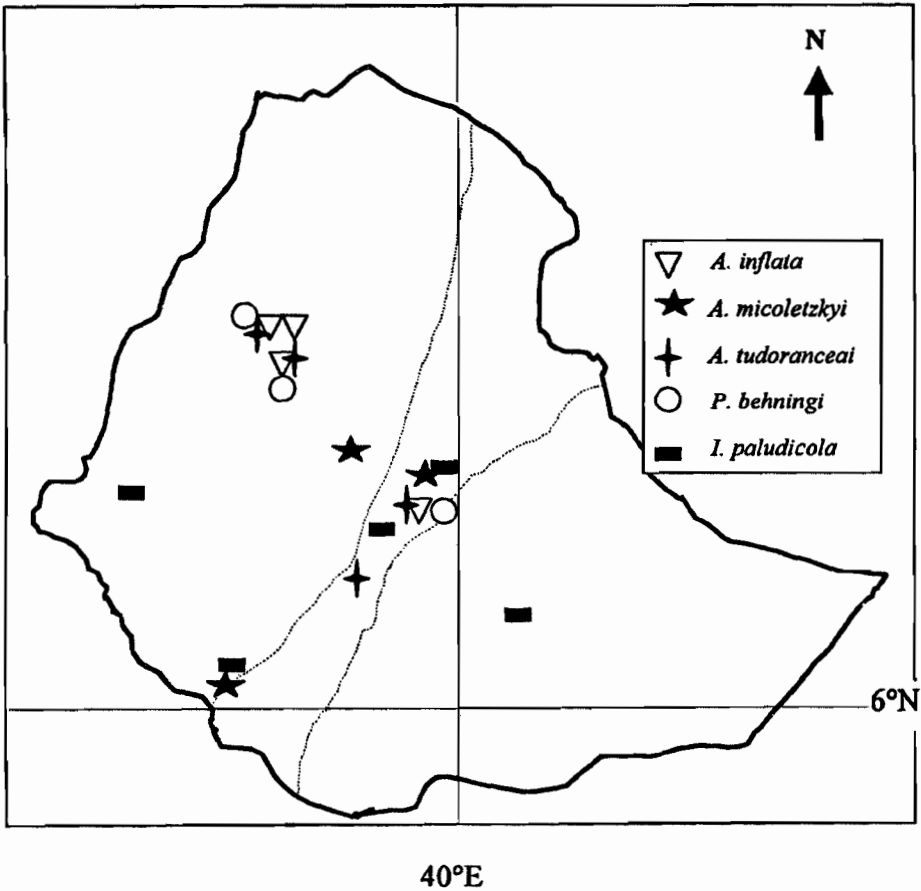 N
A. inflata
A. micoletzkyi
A. tudoranceai
P. behningi
I. paludicola
6°N
40°E